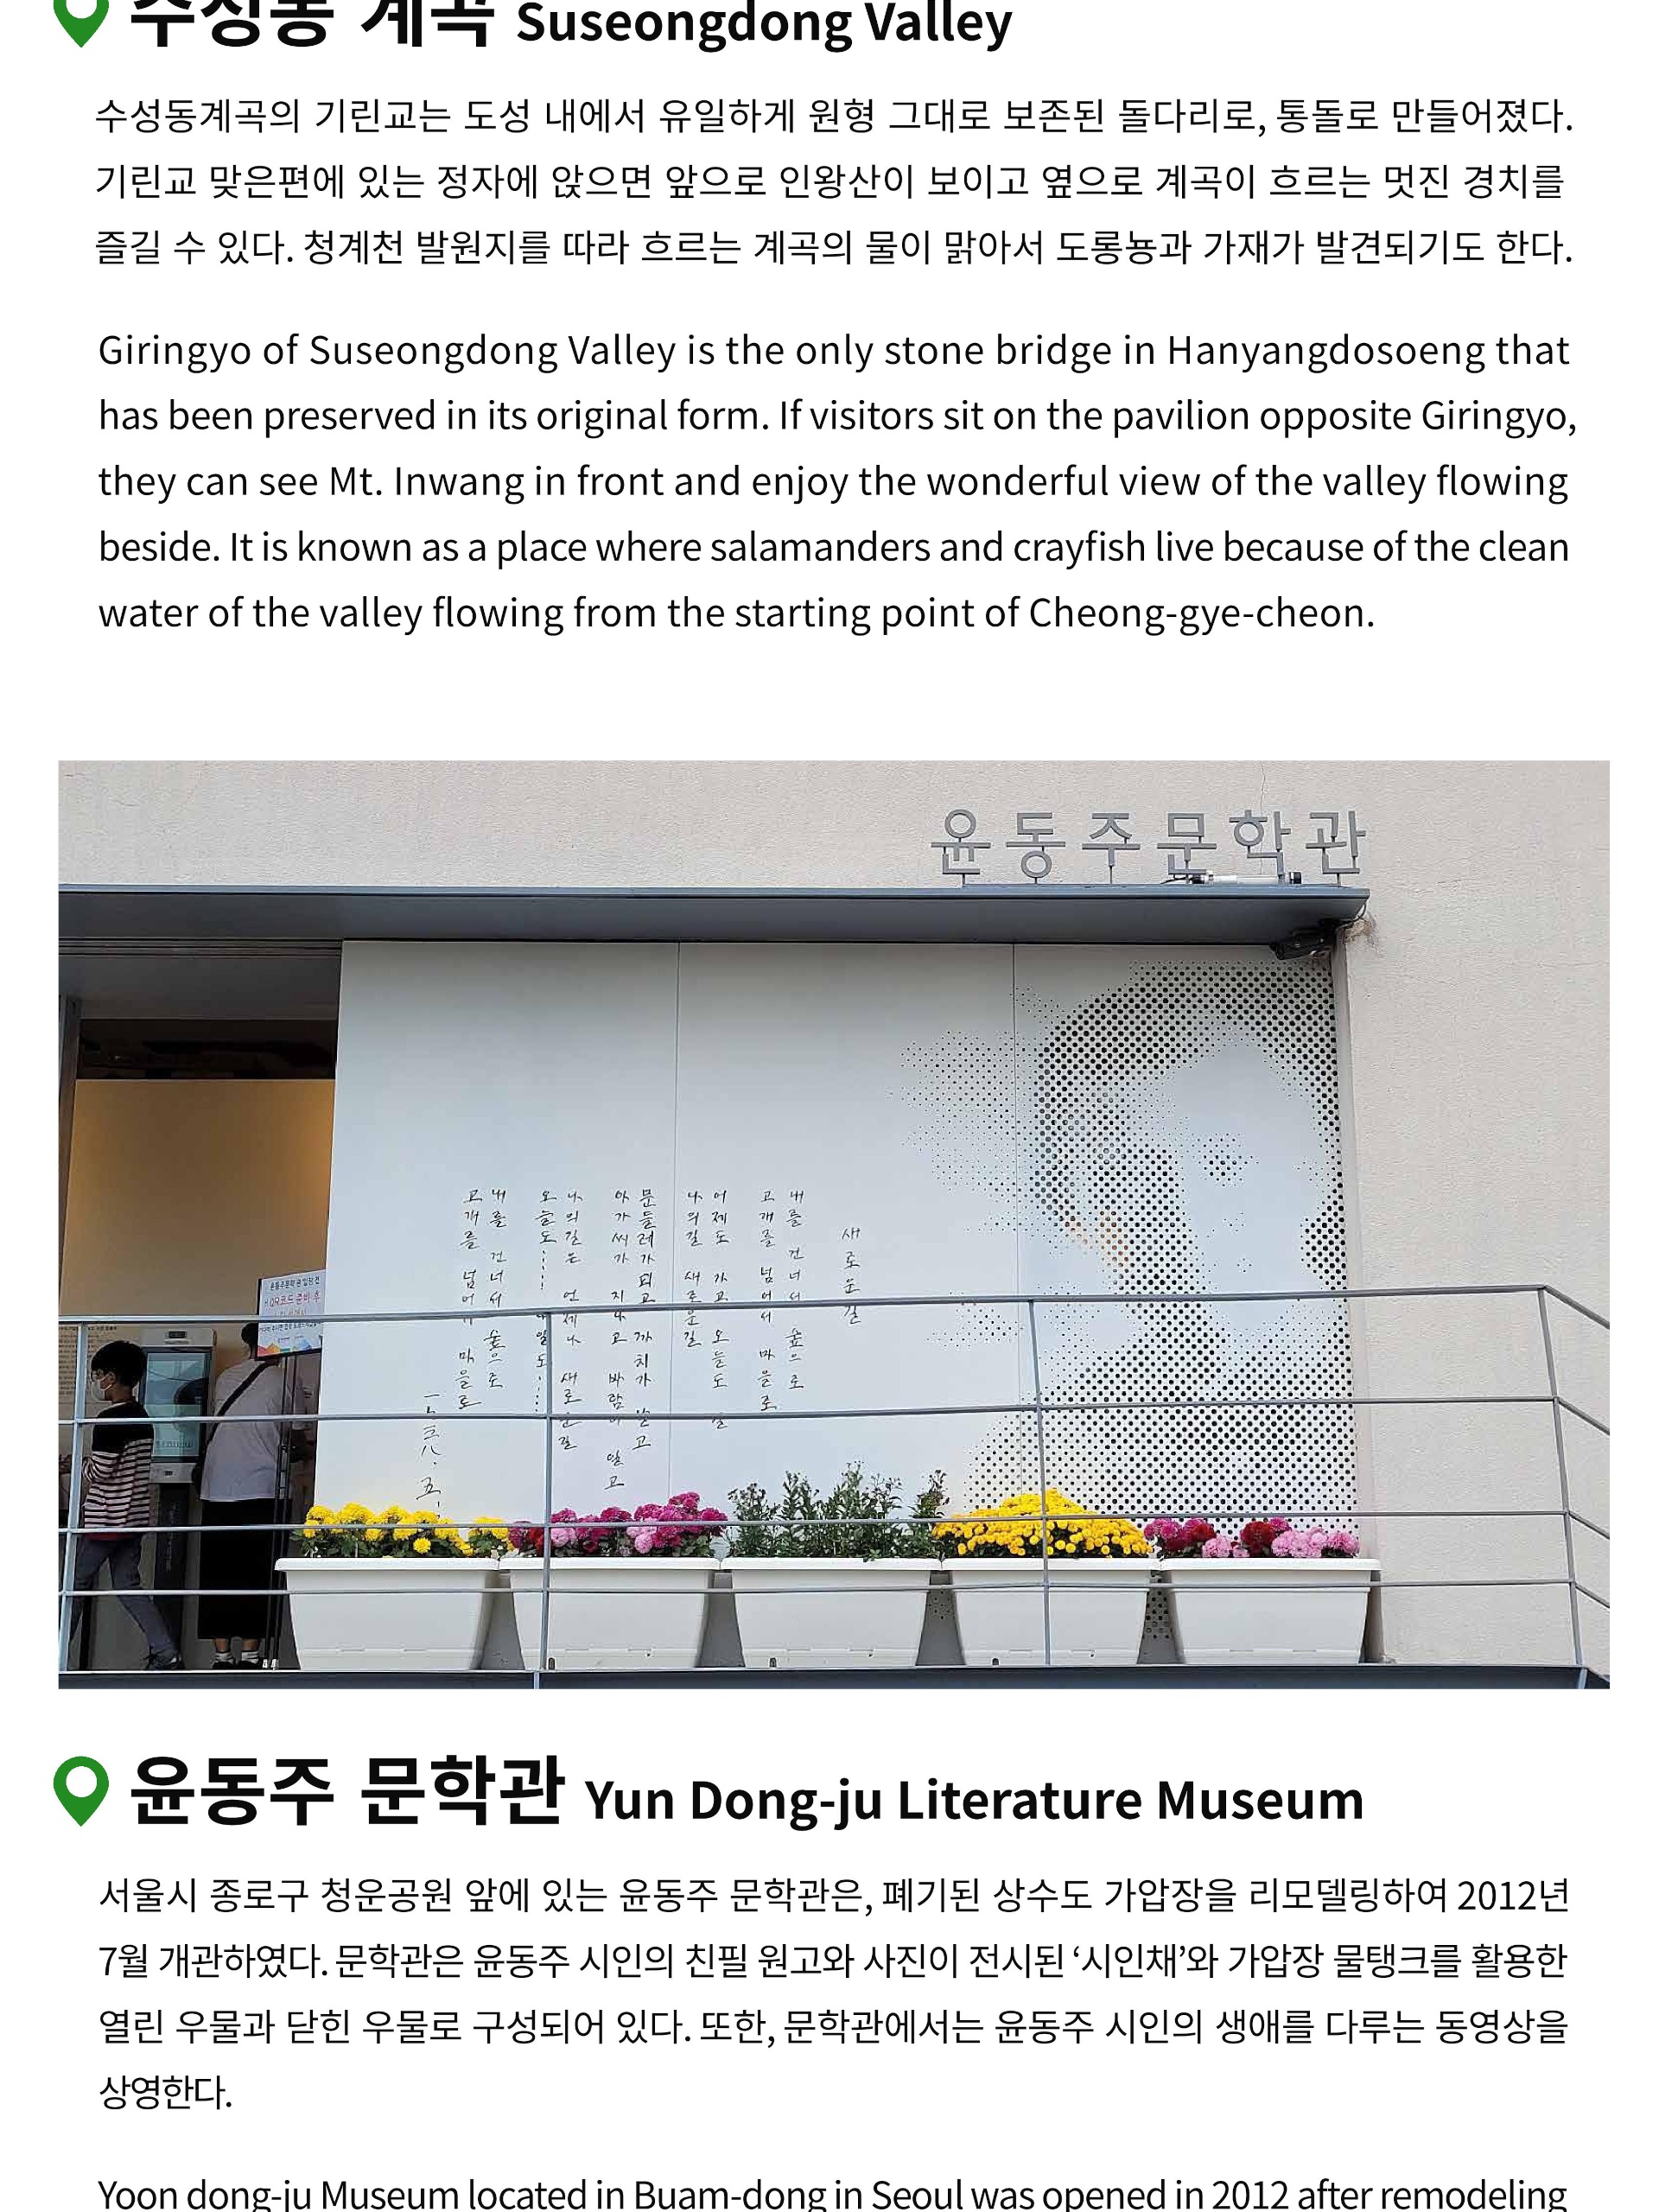 수성동 계곡 Suseongdong Valley
수성동계곡의 기린교는 도성 내에서 유일하게 원형 그대로 보존된 돌다리로, 통돌로 만들어졌다.
기린교 맞은편에 있는 정자에 앉으면 앞으로 인왕산이 보이고 옆으로 계곡이 흐르는 멋진 경치를
즐길 수 있다. 청계천 발원지를 따라 흐르는 계곡의 물이 맑아서 도롱뇽과 가재가 발견되기도 한다.
Giringyo of Suseongdong Valley is the only stone bridge in Hanyangdosoeng that
has been preserved in its original form. If visitors sit on the pavilion opposite Giringyo,
they can see Mt. Inwang in front and enjoy the wonderful view of the valley flowing
beside. It is known as a place where salamanders and crayfish live because of the clean
water of the valley flowing from the starting point of Cheong-gye-cheon.
윤동주문학관
새로운길
내를 건너서 숲으로
고개를 넘어서 마을로
어제도 가고 오늘도 갈
나의길 새로운길
문들레가 피고 까치가 날고
아가씨가 지나고 바람이 일고
나의길은 언제나 새로운길
오늘도…… 내일도……
내를 건너서 숲으로
고개를 넘어서 마을로
一九三八.五.
QR코드 준비 후
윤동주 문학관 Yun Dong-ju Literature Museum
서울시 종로구 청운공원 앞에 있는 윤동주 문학관은, 폐기된 상수도 가압장을 리모델링하여 2012년
7월 개관하였다. 문학관은 윤동주 시인의 친필 원고와 사진이 전시된 ‘시인채’와 가압장 물탱크를 활용한
열린 우물과 닫힌 우물로 구성되어 있다. 또한, 문학관에서는 윤동주 시인의 생애를 다루는 동영상을
상영한다.
Yoon dong-ju Museum located in Buam-dong in Seoul was opened in 2012 after remodeling